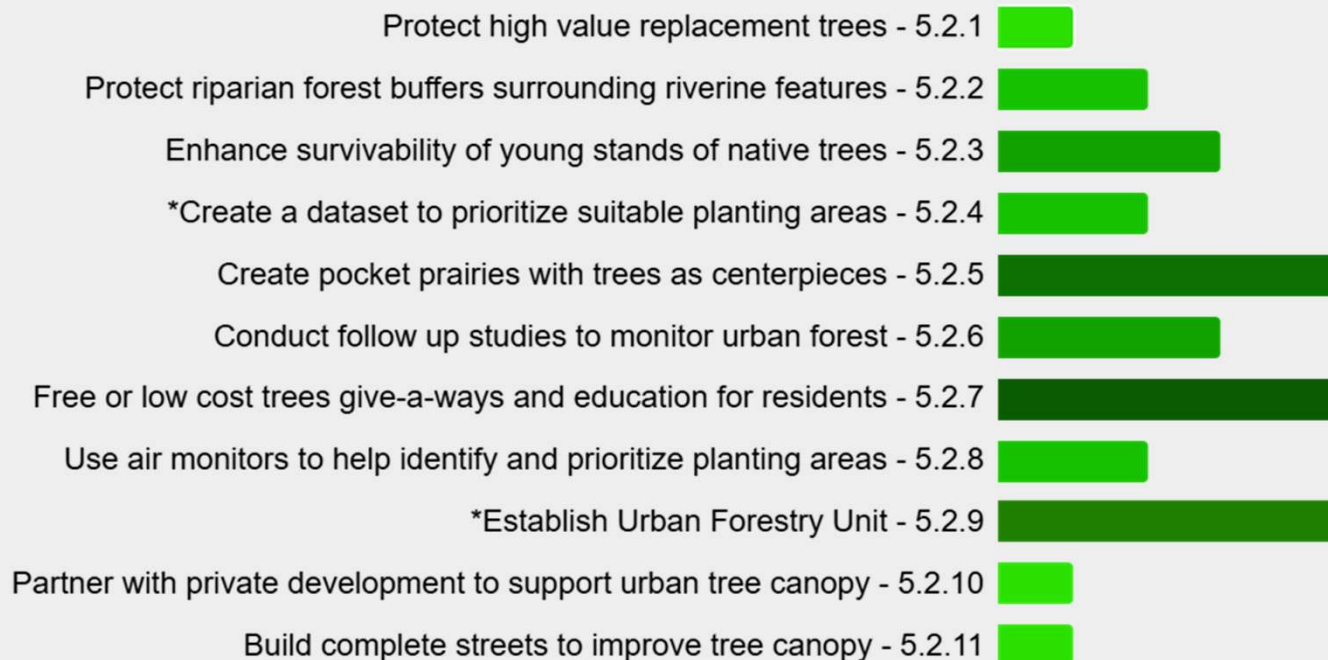 Protect high value replacement trees - 5.2.1
Protect riparian forest buffers surrounding riverine features - 5.2.2
Enhance survivability of young stands of native trees - 5.2.3
*Create a dataset to prioritize suitable planting areas - 5.2.4
Create pocket prairies with trees as centerpieces - 5.2.5
Conduct follow up studies to monitor urban forest - 5.2.6
Free or low cost trees give-a-ways and education for residents - 5.2.7
Use air monitors to help identify and prioritize planting areas - 5.2.8
*Establish Urban Forestry Unit - 5.2.9
Partner with private development to support urban tree canopy - 5.2.10
Build complete streets to improve tree canopy - 5.2.11